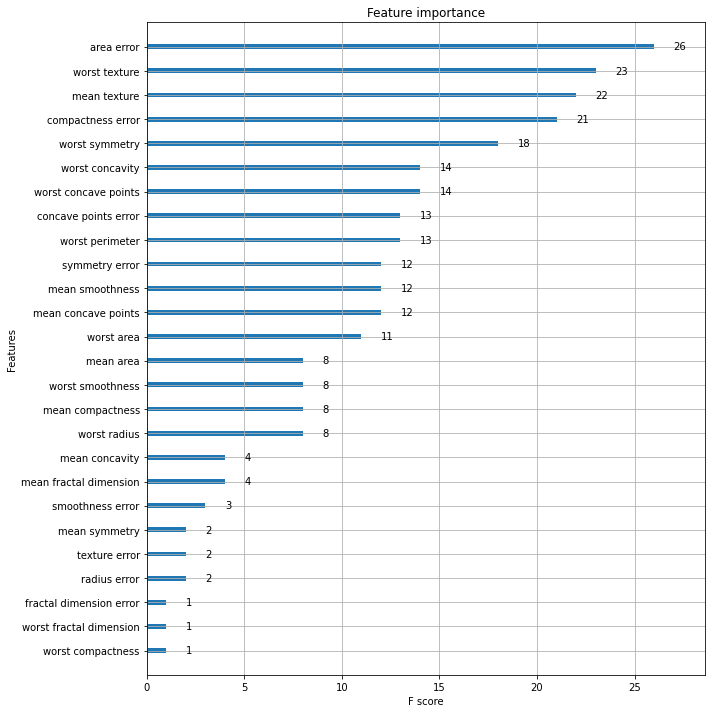 Feature importance
area error 26
worst texture 23
mean texture 22
compactness error 21
worst symmetry 18
worst concavity 14
worst concave points 14
concave points error 13
worst perimeter 13
symmetry error 12
mean smoothness 12
mean concave points 12
worst area 11
mean area 8
worst smoothness 8
mean compactness 8
worst radius 8
mean concavity 4
mean fractal dimension 4
smoothness error 3
mean symmetry 2
texture error 2
radius error 2
fractal dimension error 1
worst fractal dimension 1
worst compactness 1
Features
0 5 10 15 20 25
F score